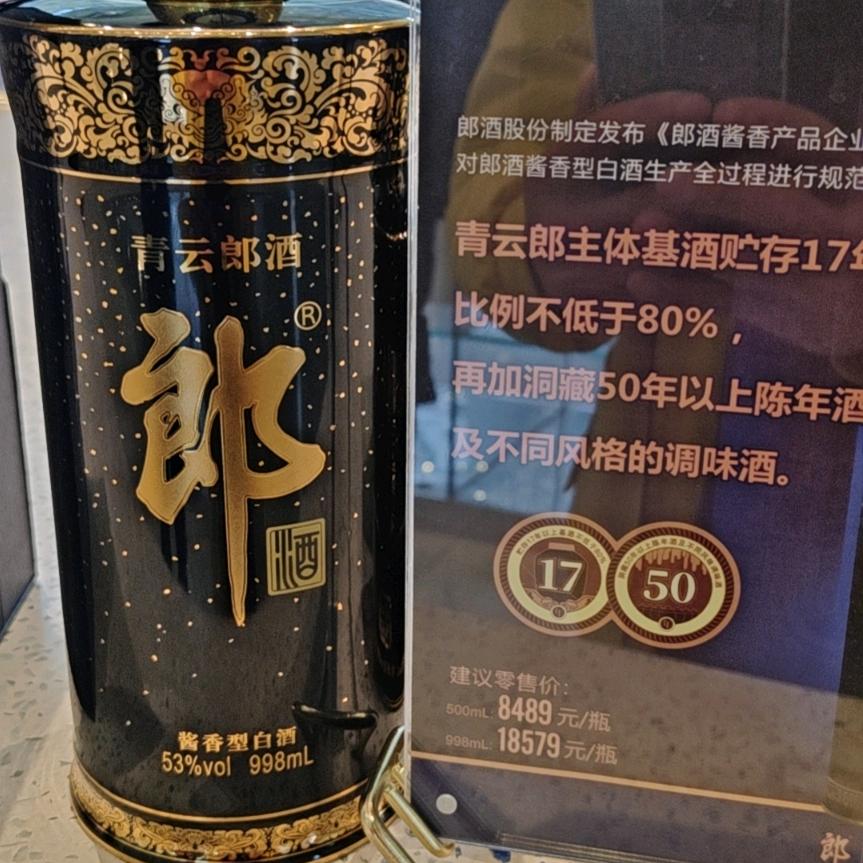 青云郎酒
郎
®
酒
酱香型白酒
53%vol 998mL
郎酒股份制定发布《郎酒酱香产品企业
对郎酒酱香型白酒生产全过程进行规范
青云郎主体基酒贮存17年
比例不低于80%，
再加洞藏50年以上陈年酒
及不同风格的调味酒。
17
50
建议零售价：
500mL: 8489元/瓶
998mL: 18579元/瓶
郎